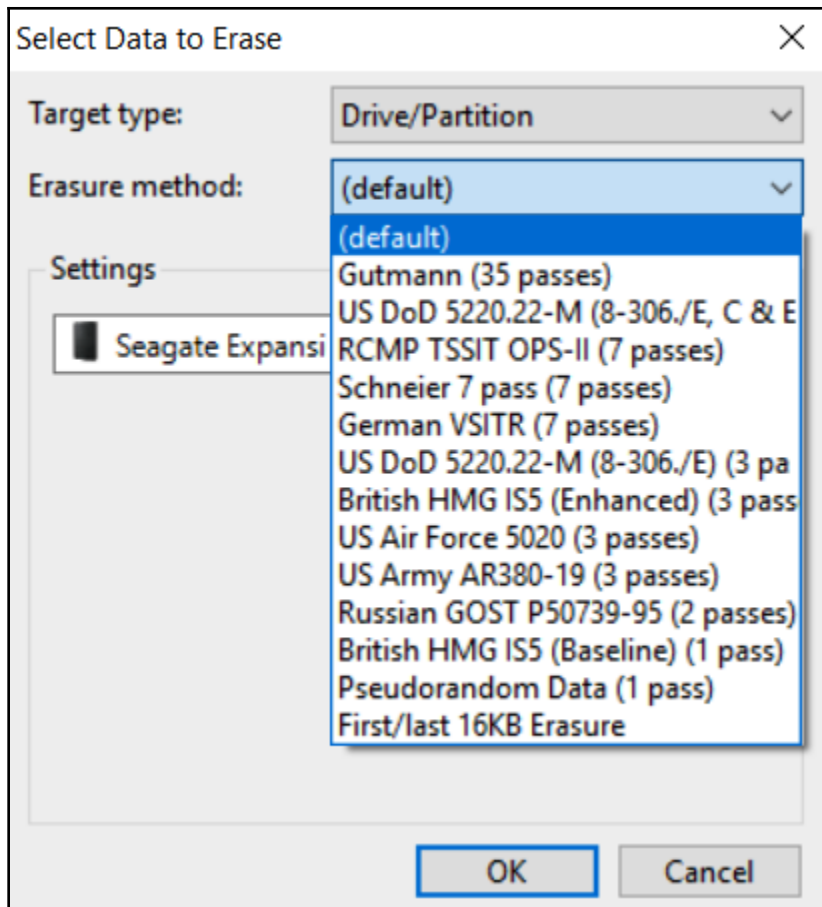 Select Data to Erase
Target type: Drive/Partition
Erasure method: (default)
(default)
Settings
Gutmann (35 passes)
US DoD 5220.22-M (8-306./E, C & E
Seagate Expansi
RCMP TSSIT OPS-II (7 passes)
Schneier 7 pass (7 passes)
German VSITR (7 passes)
US DoD 5220.22-M (8-306./E) (3 pa
British HMG IS5 (Enhanced) (3 pass
US Air Force 5020 (3 passes)
US Army AR380-19 (3 passes)
Russian GOST P50739-95 (2 passes)
British HMG IS5 (Baseline) (1 pass)
Pseudorandom Data (1 pass)
First/last 16KB Erasure
OK Cancel